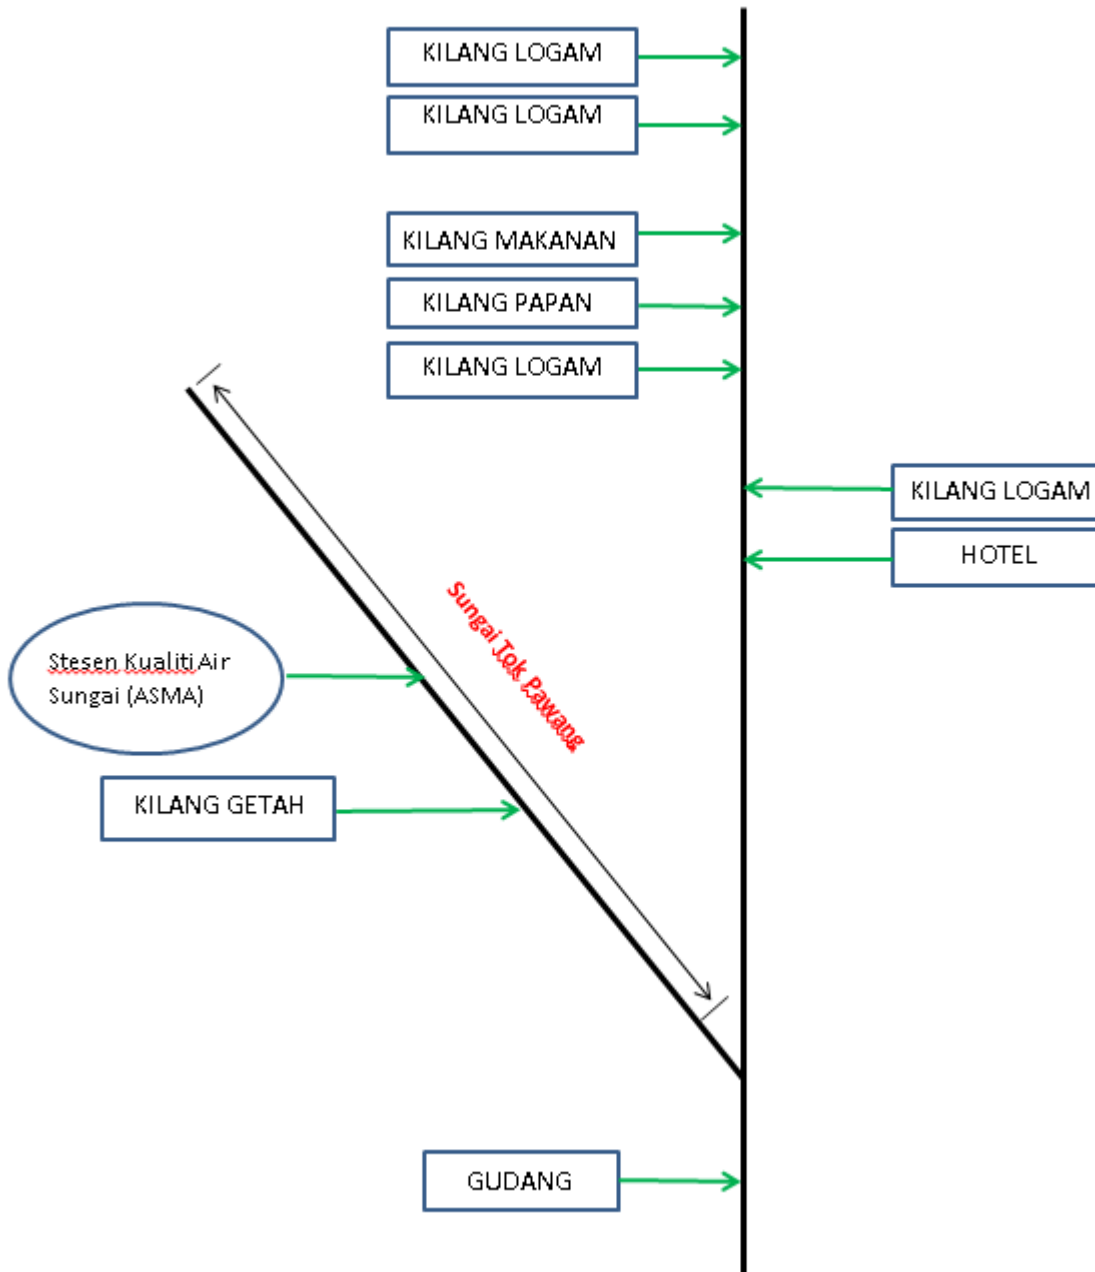 KILANG LOGAM
KILANG LOGAM
KILANG MAKANAN
KILANG PAPAN
KILANG LOGAM
KILANG LOGAM
HOTEL
Sungai Tok Pawang
Stesen Kualiti Air
Sungai (ASMA)
KILANG GETAH
GUDANG